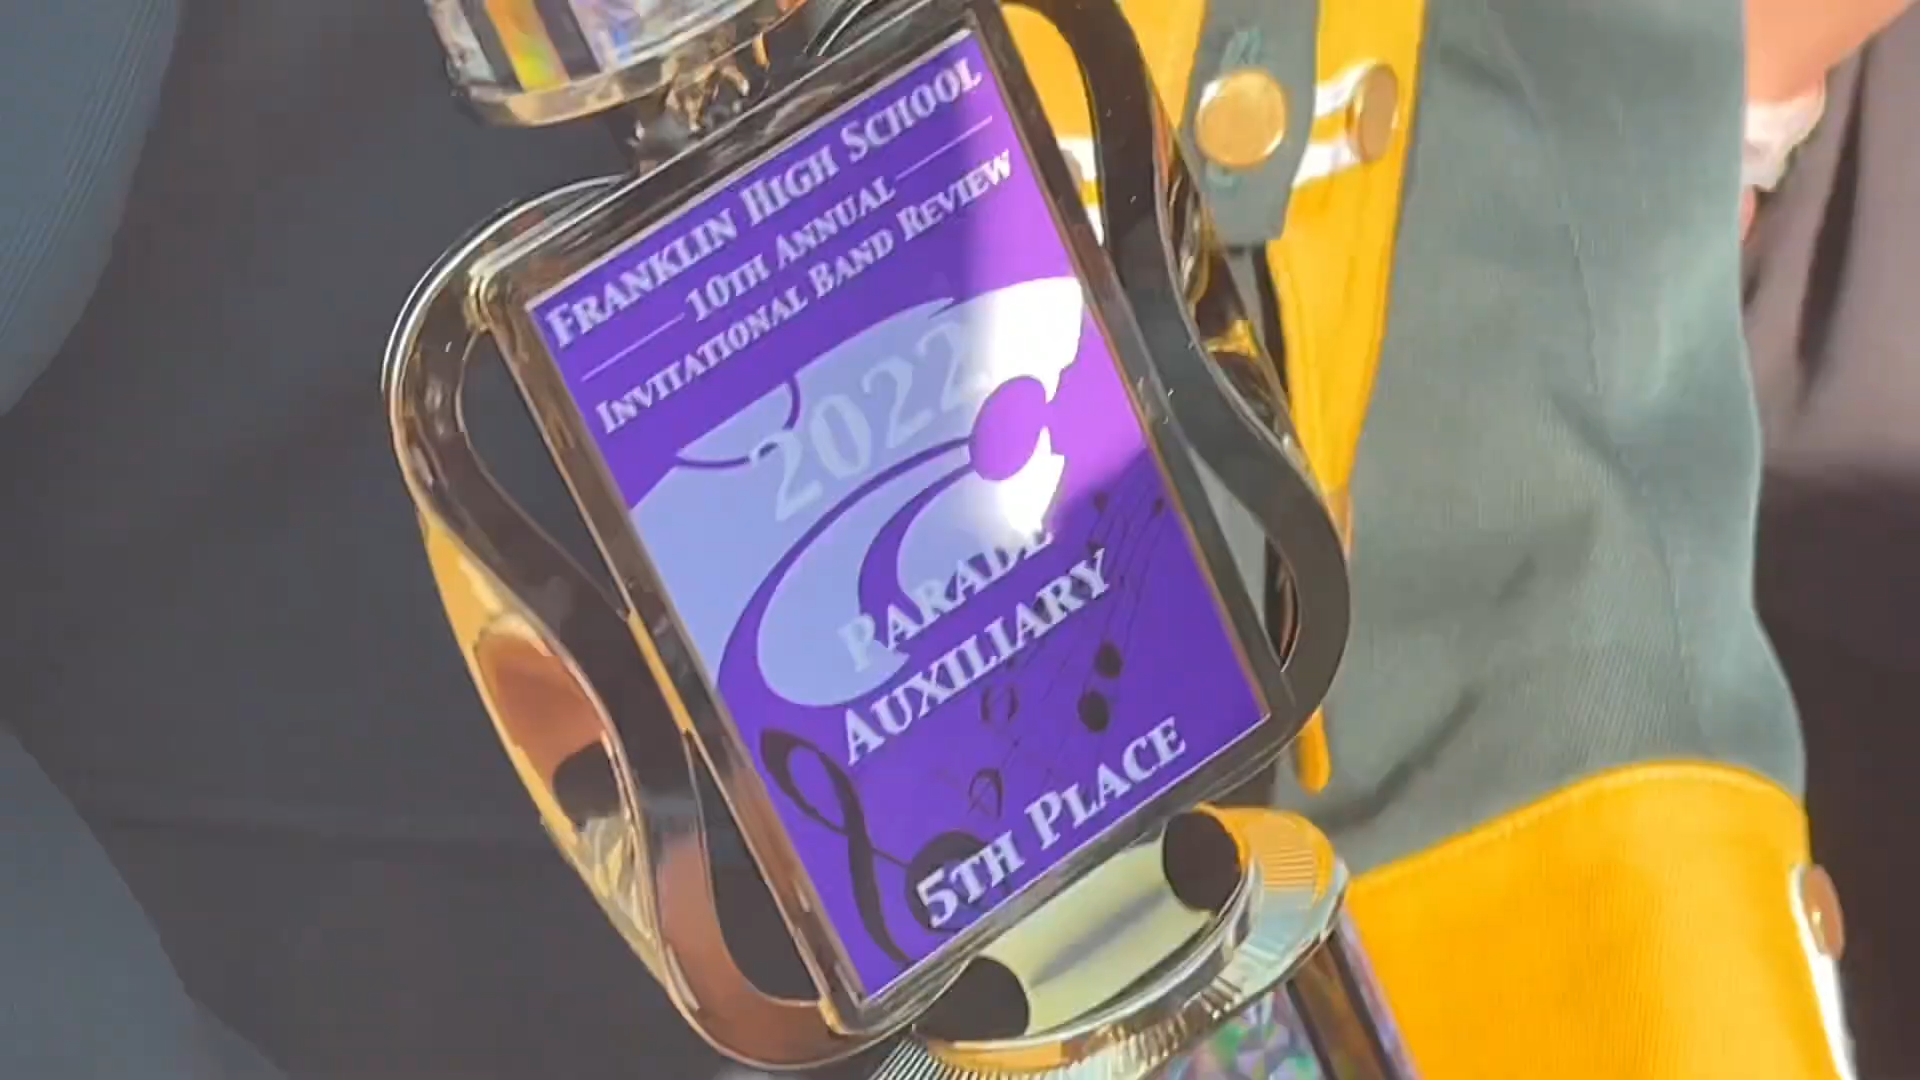 FRANKLIN HIGH SCHOOL
10TH ANNUAL
INVITATIONAL BAND REVIEW
2022
PARADE
AUXILIARY
5TH PLACE